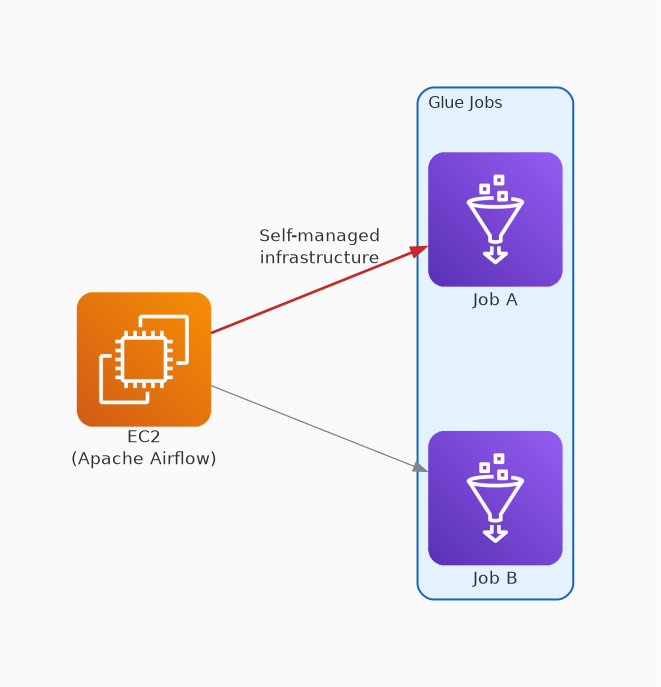 Glue Jobs
Self-managed
infrastructure
Job A
EC2
(Apache Airflow)
Job B